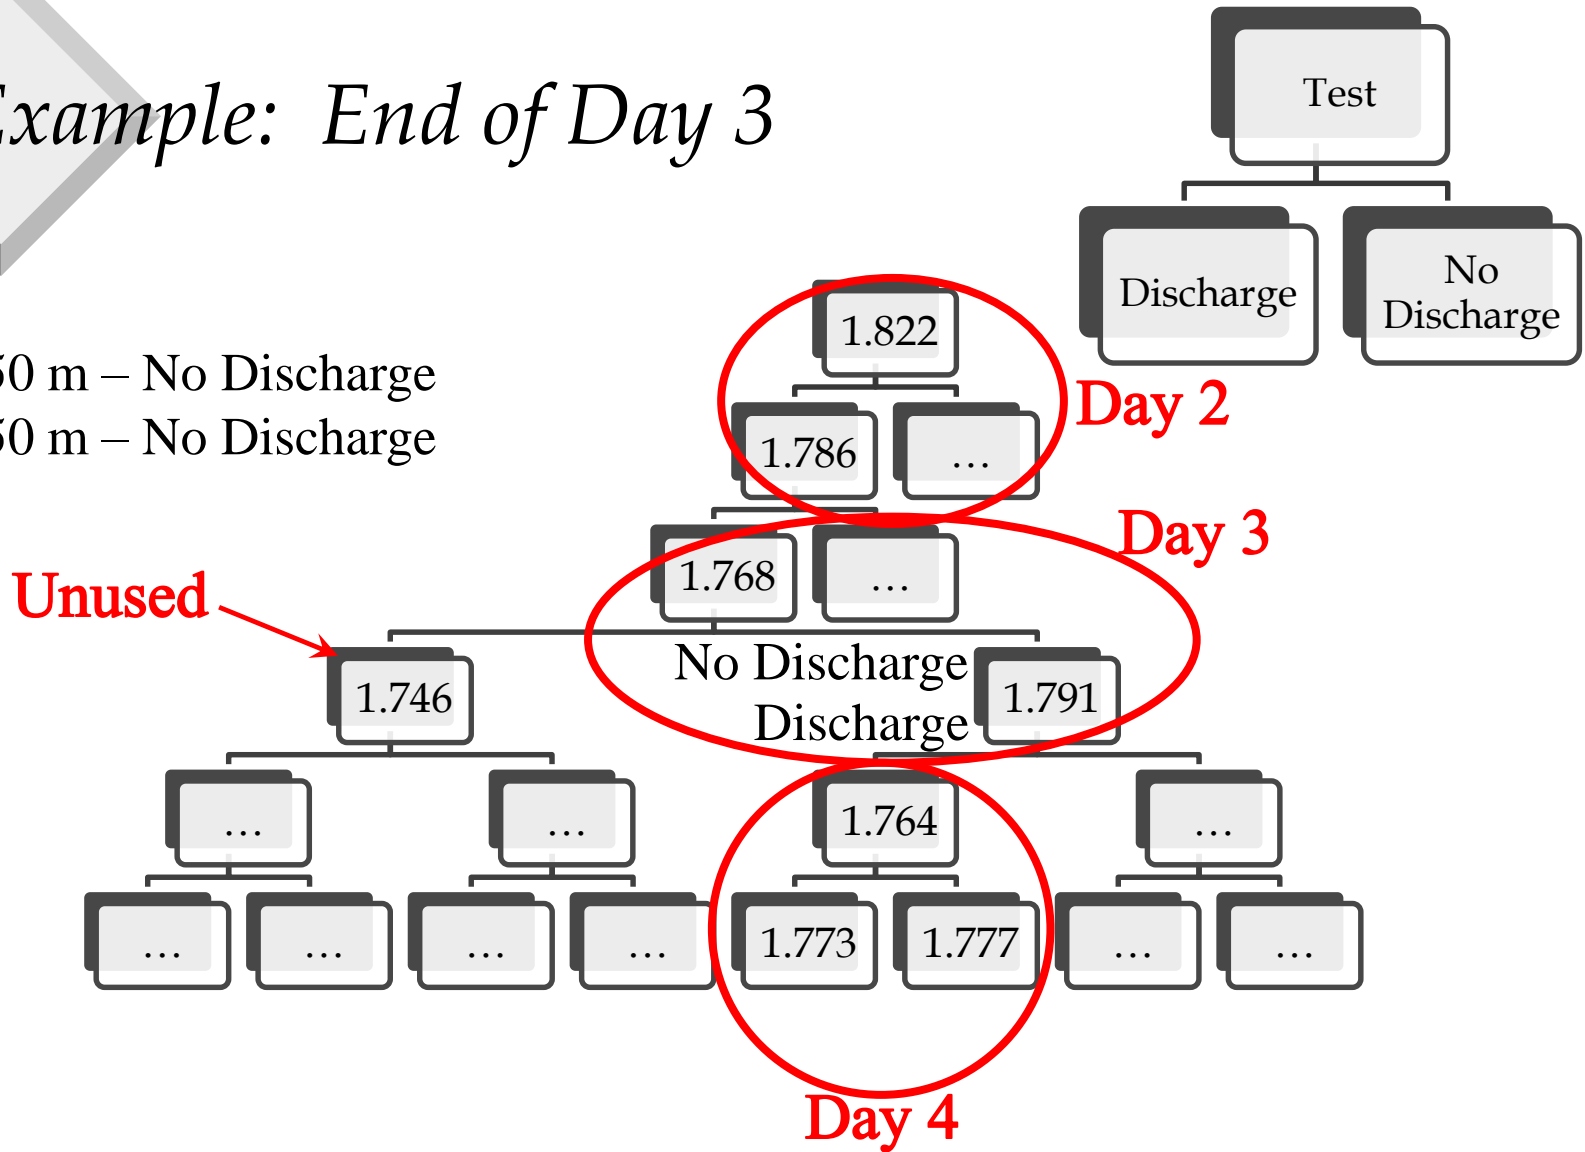 Example: End of Day 3
Test
Discharge
No
Discharge
50 m – No Discharge
50 m – No Discharge
1.822
Day 2
1.786
…
Day 3
1.768
…
Unused
No Discharge
Discharge
1.746
1.791
…
…
1.764
…
…
…
…
…
1.773
1.777
…
…
Day 4